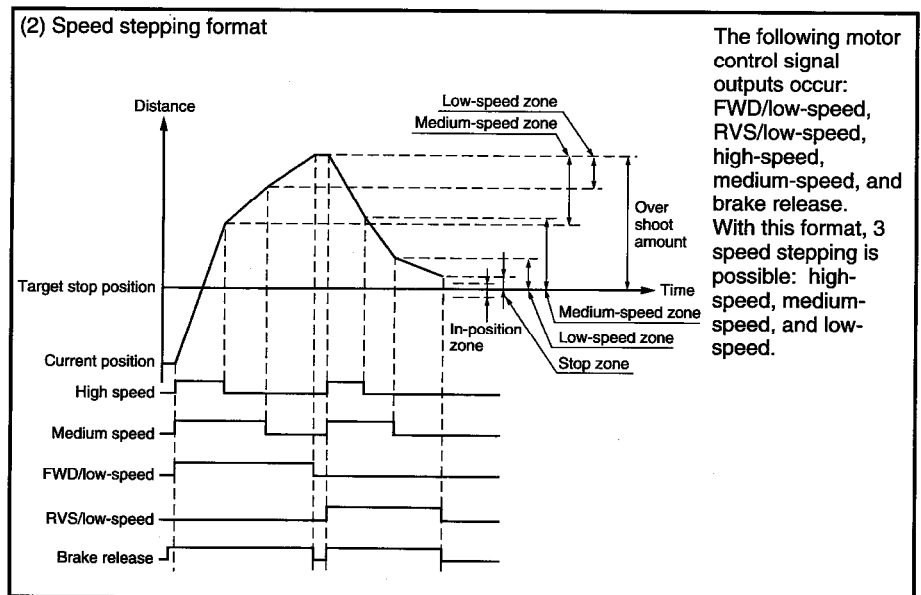 (2) Speed stepping format
The following motor
control signal
outputs occur:
FWD/low-speed,
RVS/low-speed,
high-speed,
medium-speed, and
brake release.
With this format, 3
speed stepping is
possible: high-
speed, medium-
speed, and low-
speed.
Distance
Low-speed zone
Medium-speed zone
Over
shoot
amount
Target stop position
Time
In-position
zone
Medium-speed zone
Low-speed zone
Stop zone
Current position
High speed
Medium speed
FWD/low-speed
RVS/low-speed
Brake release